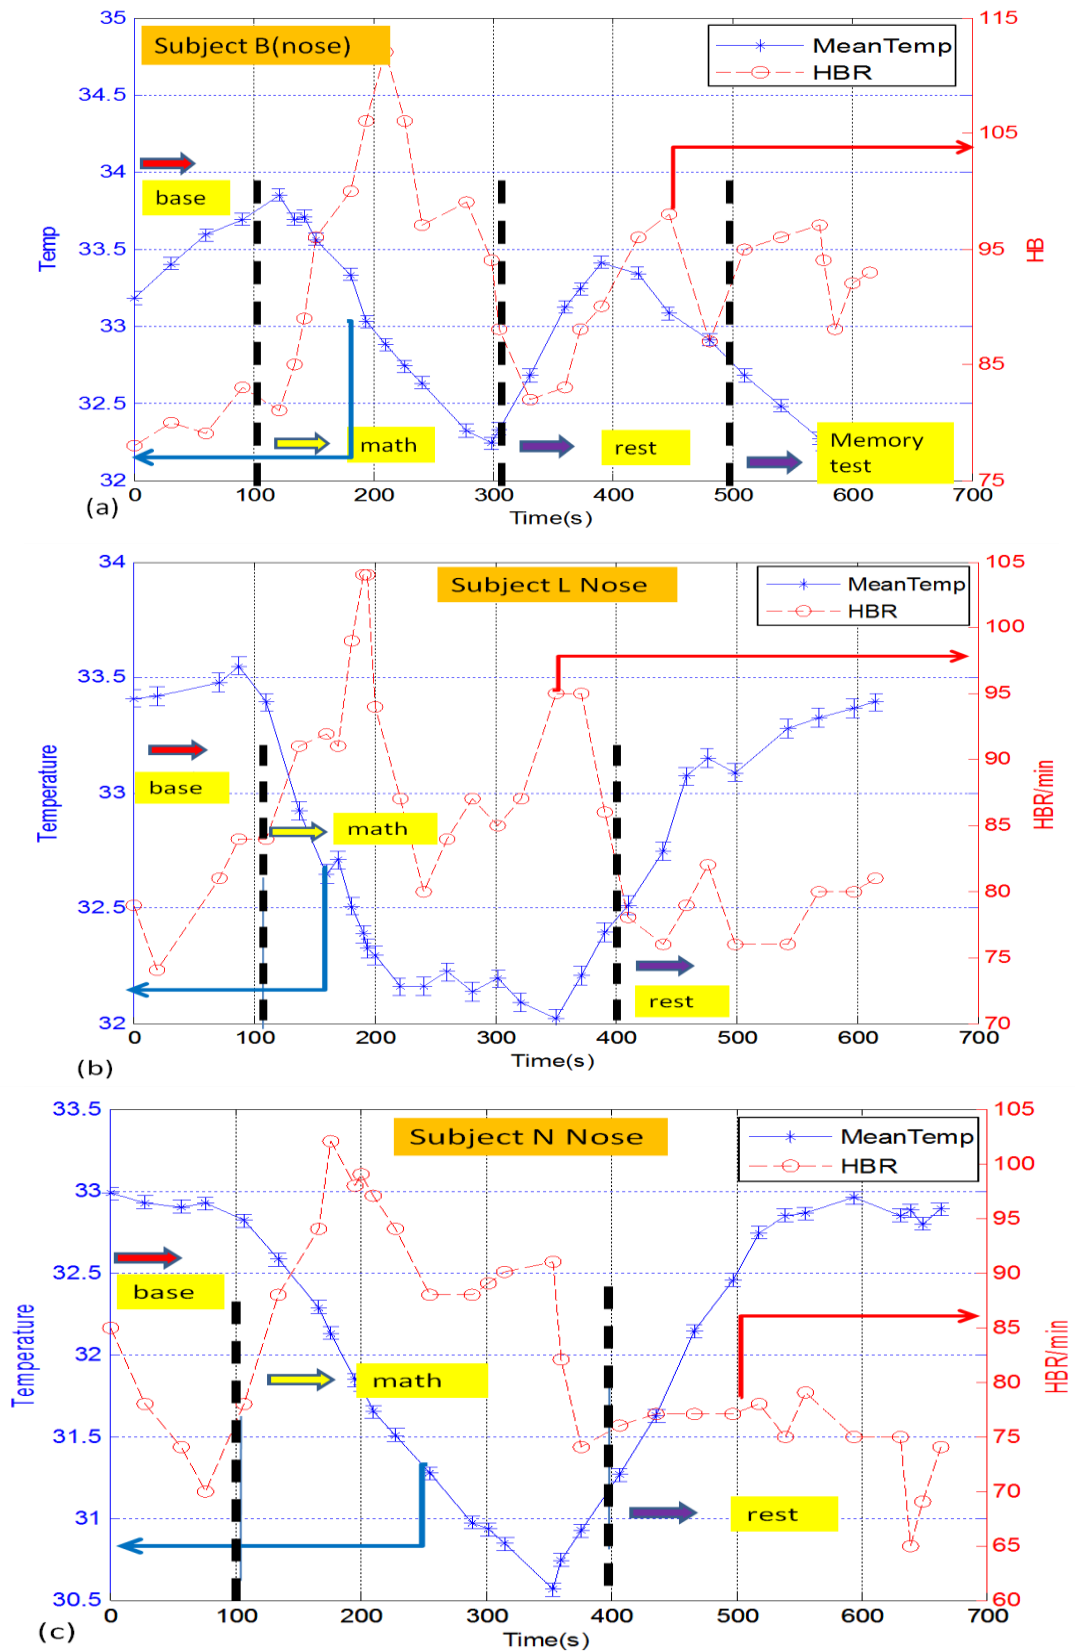 35
115
Subject B(nose)
MeanTemp
HBR
34.5
105
34
base
33.5
95
Temp
HB
33
85
32.5
math
rest
Memory
test
32
75
0
100
200
300
400
500
600
700
(a)
Time(s)
34
105
Subject L Nose
MeanTemp
HBR
100
33.5
95
90
base
33
Temperature
HBR/min
math
85
80
32.5
75
rest
32
70
0
100
200
300
400
500
600
700
(b)
Time(s)
33.5
105
Subject N Nose
MeanTemp
HBR
100
33
95
base
32.5
90
Temperature
HBR/min
32
85
math
80
31.5
75
rest
31
70
65
30.5
60
0
100
200
300
400
500
600
700
(c)
Time(s)